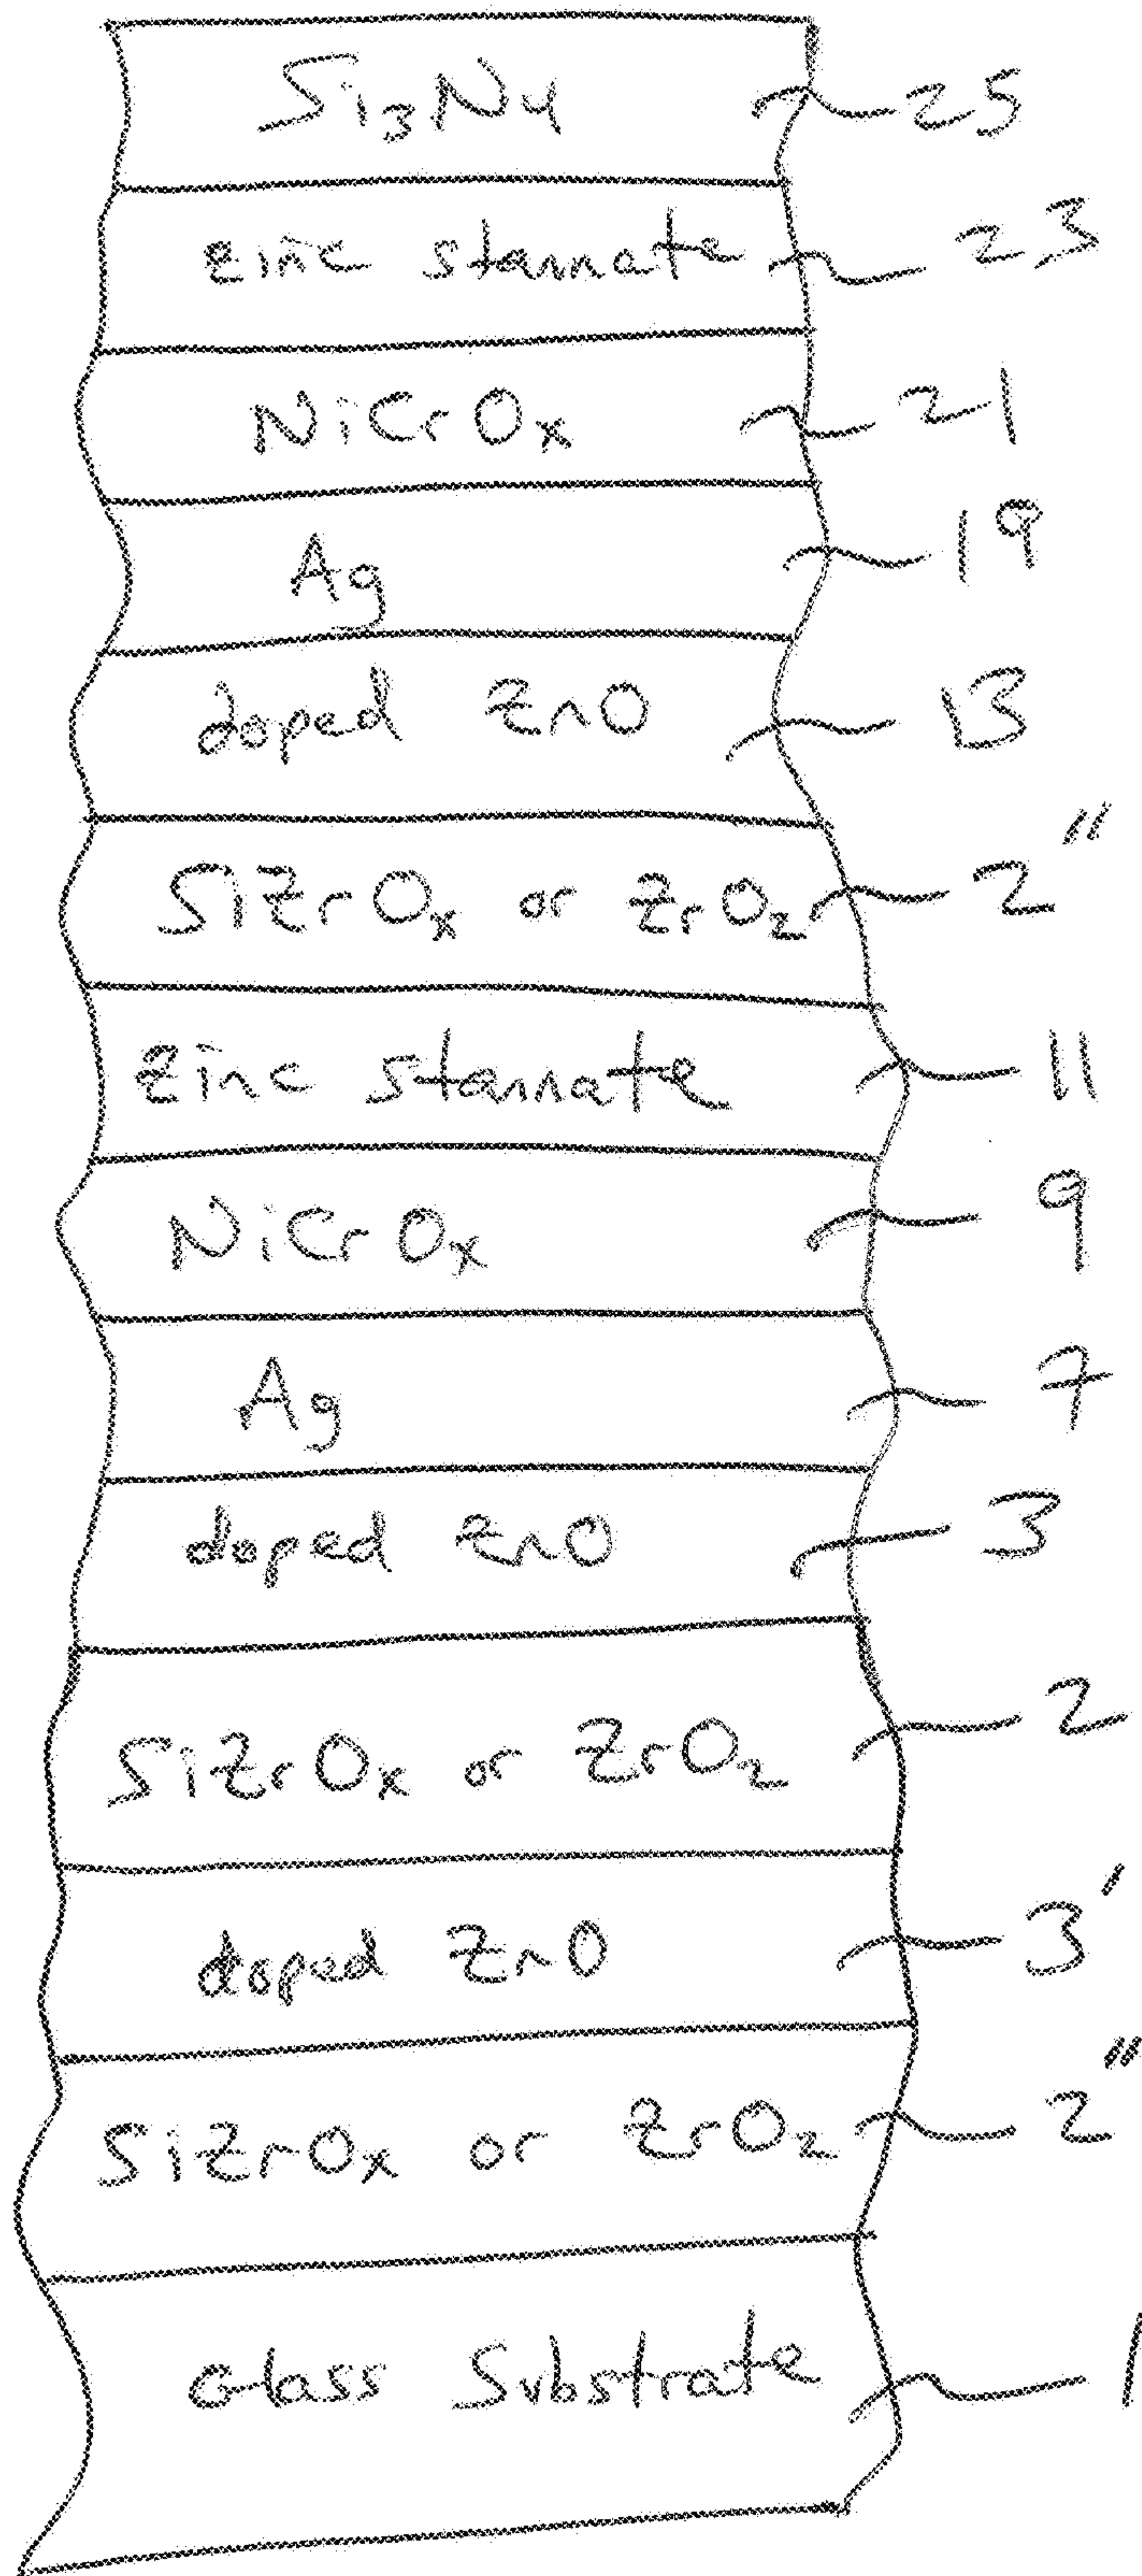 Si3N4 25
zinc stannate 23
NiCrOx 21
Ag 19
doped ZnO 13
SiZrOx or ZrO2 2"
zinc stannate 11
NiCrOx 9
Ag 7
doped ZnO 3
SiZrOx or ZrO2 2
doped ZnO 3'
SiZrOx or ZrO2 2"
Glass Substrate 1